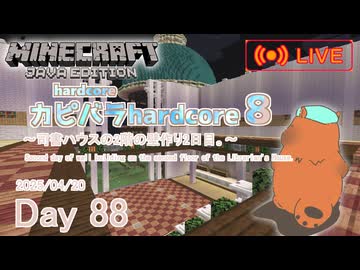 MINECRAFT
JAVA EDITION
LIVE
hardcore
カピバラhardcore 8
～司書ハウスの2階の壁作り2日目。～
Second day of wall building on the second floor of the Librarian's House.
2025/04/20
Day 88